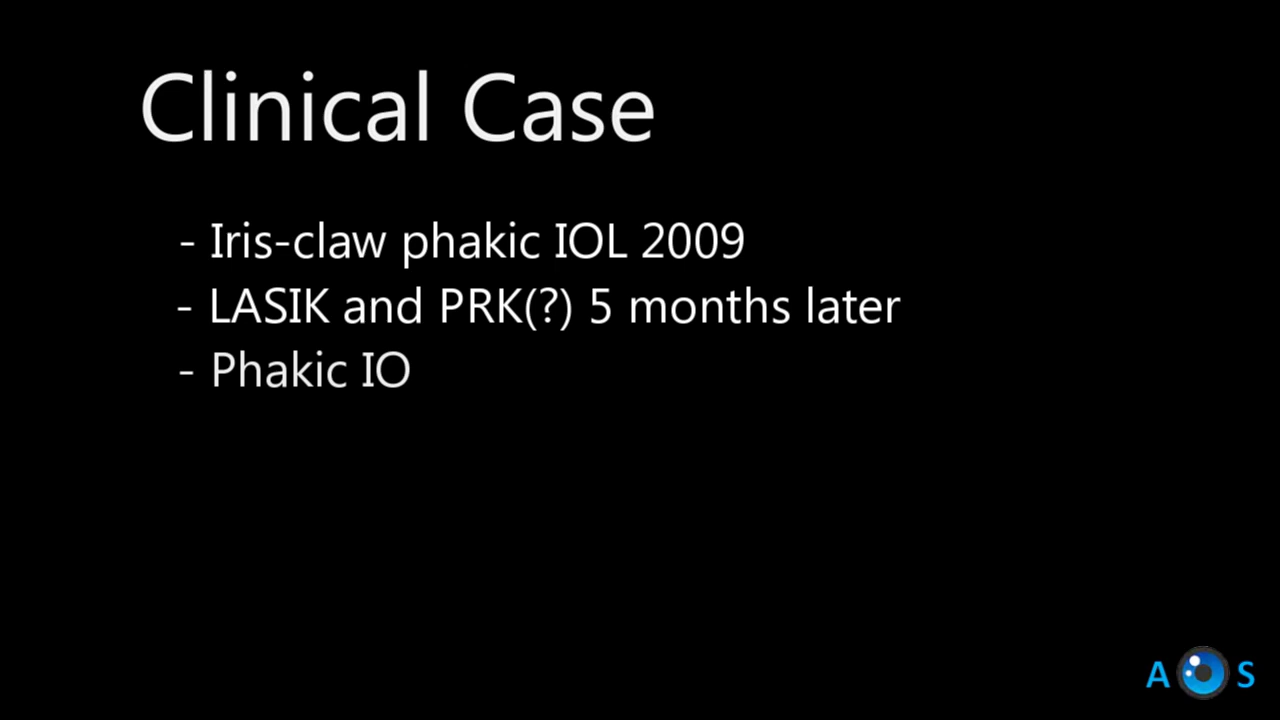 Clinical Case
- Iris-claw phakic IOL 2009
- LASIK and PRK(?) 5 months later
- Phakic IO
A S